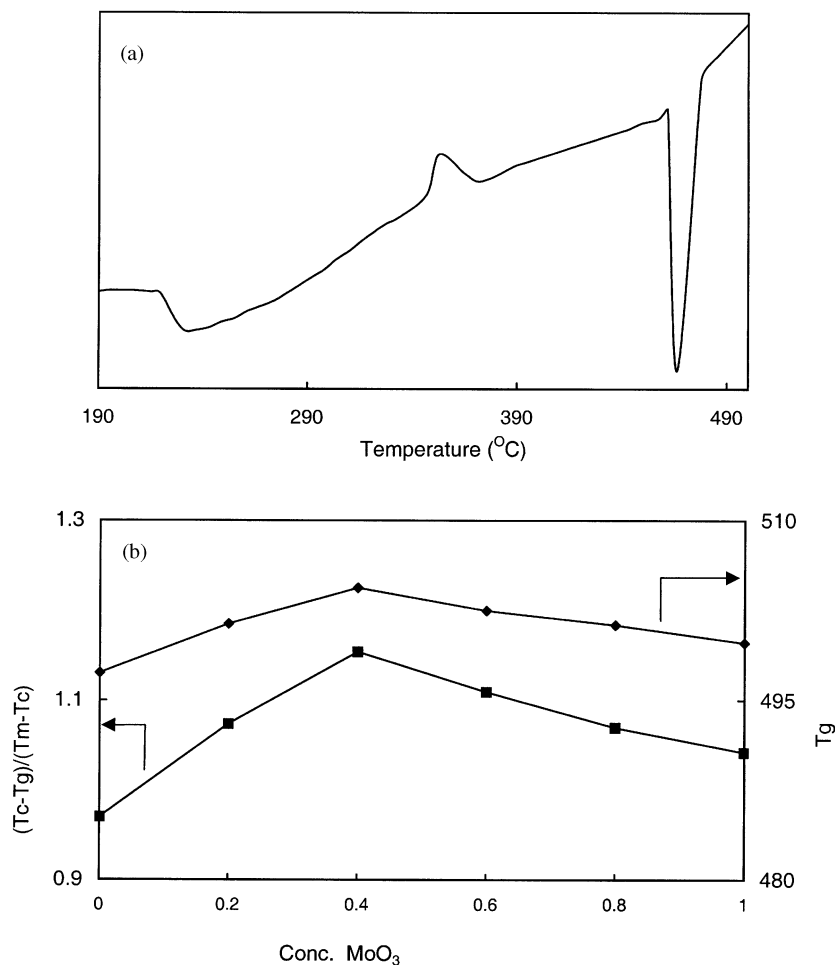 (a)
190 290 390 490
Temperature (°C)
1.3 510
(b)
(Tc-Tg)/(Tm-Tc)
1.1 495
Tg
0.9 480
0 0.2 0.4 0.6 0.8 1
Conc. MoO₃